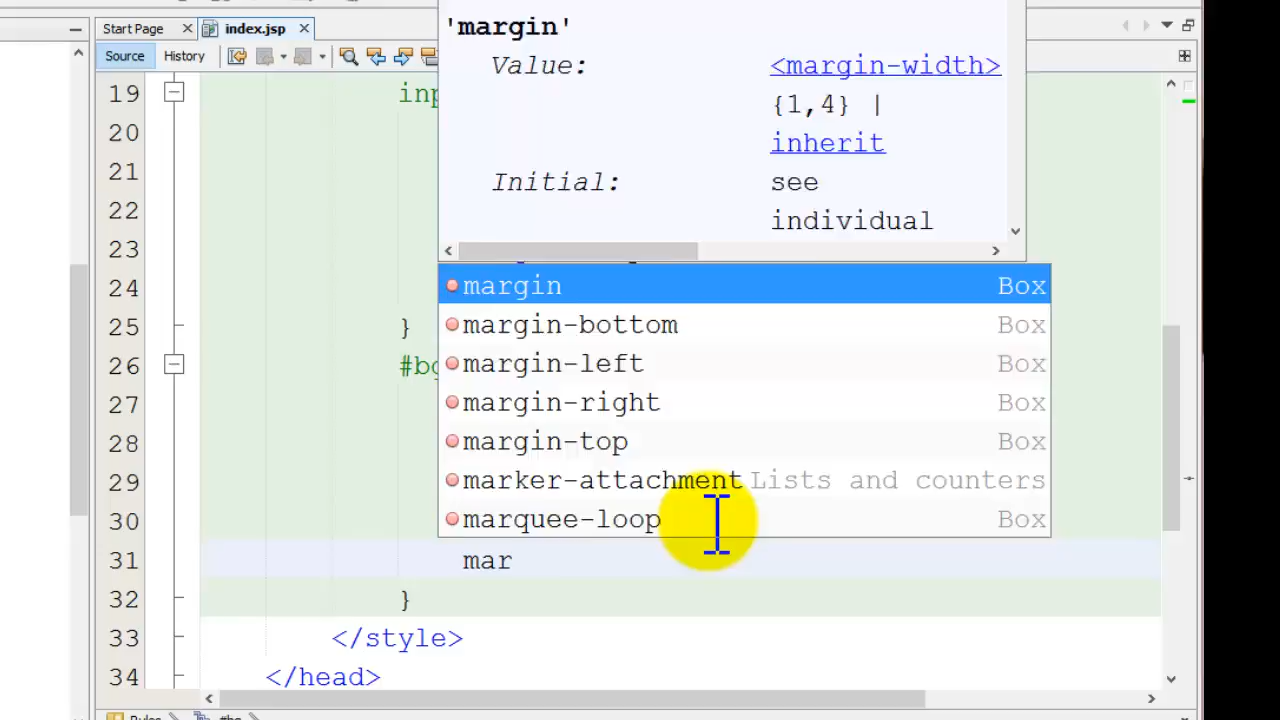 Start Page
index.jsp
Source
History
'margin'
Value: <margin-width>
{1,4} |
inherit
Initial: see
individual
19
20
21
22
23
24
margin Box
margin-bottom Box
margin-left Box
margin-right Box
margin-top Box
marker-attachment Lists and counters
marquee-loop Box
25 }
26
27
28
29
30
31 mar
32 }
33 </style>
34 </head>
Rules
#bg